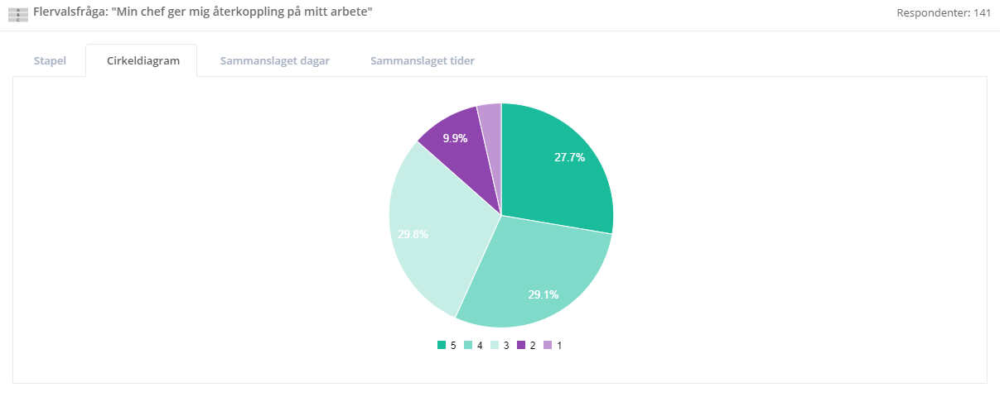 Flervalsfråga: "Min chef ger mig återkoppling på mitt arbete"
Respondenter: 141
Stapel
Cirkeldiagram
Sammanslaget dagar
Sammanslaget tider
9.9%
27.7%
29.8%
29.1%
5 4 3 2 1